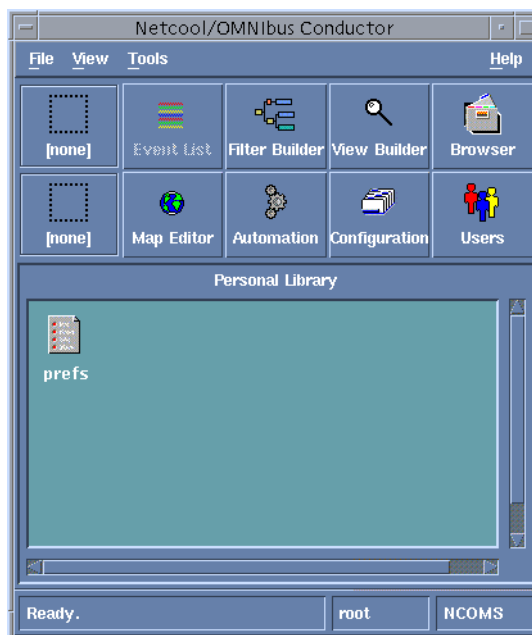 Netcool/OMNIbus Conductor
File View Tools Help
[none] Event List Filter Builder View Builder Browser
[none] Map Editor Automation Configuration Users
Personal Library
prefs
Ready. root NCOMS